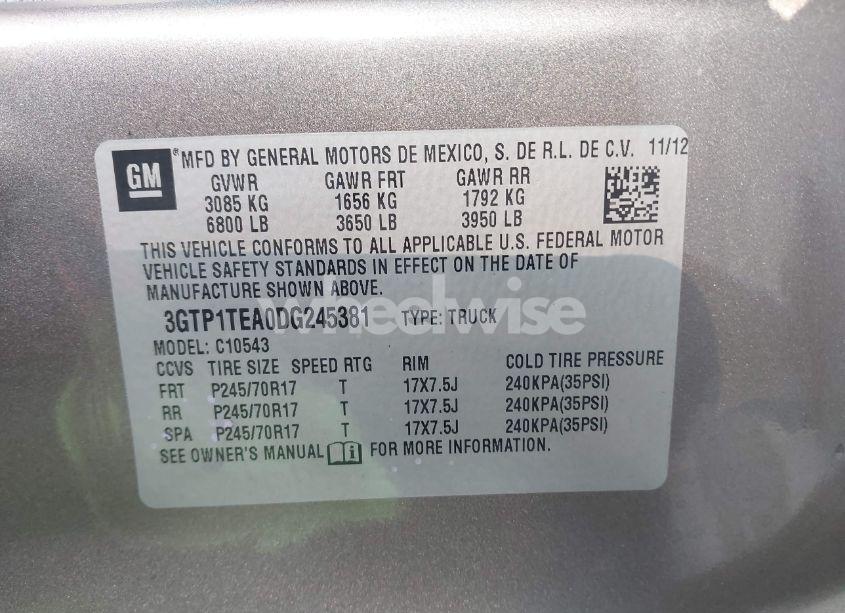 GM ® MFD BY GENERAL MOTORS DE MEXICO, S. DE R.L. DE C.V. 11/12
GVWR GAWR FRT GAWR RR
3085 KG 1656 KG 1792 KG
6800 LB 3650 LB 3950 LB
THIS VEHICLE CONFORMS TO ALL APPLICABLE U.S. FEDERAL MOTOR
VEHICLE SAFETY STANDARDS IN EFFECT ON THE DATE OF
MANUFACTURE SHOWN ABOVE.
wheelwise
3GTP1TEA0DG245381 TYPE: TRUCK
MODEL: C10543
CCVS TIRE SIZE SPEED RTG RIM COLD TIRE PRESSURE
FRT P245/70R17 T 17X7.5J 240KPA(35PSI)
RR P245/70R17 T 17X7.5J 240KPA(35PSI)
SPA P245/70R17 T 17X7.5J 240KPA(35PSI)
SEE OWNER'S MANUAL FOR MORE INFORMATION.